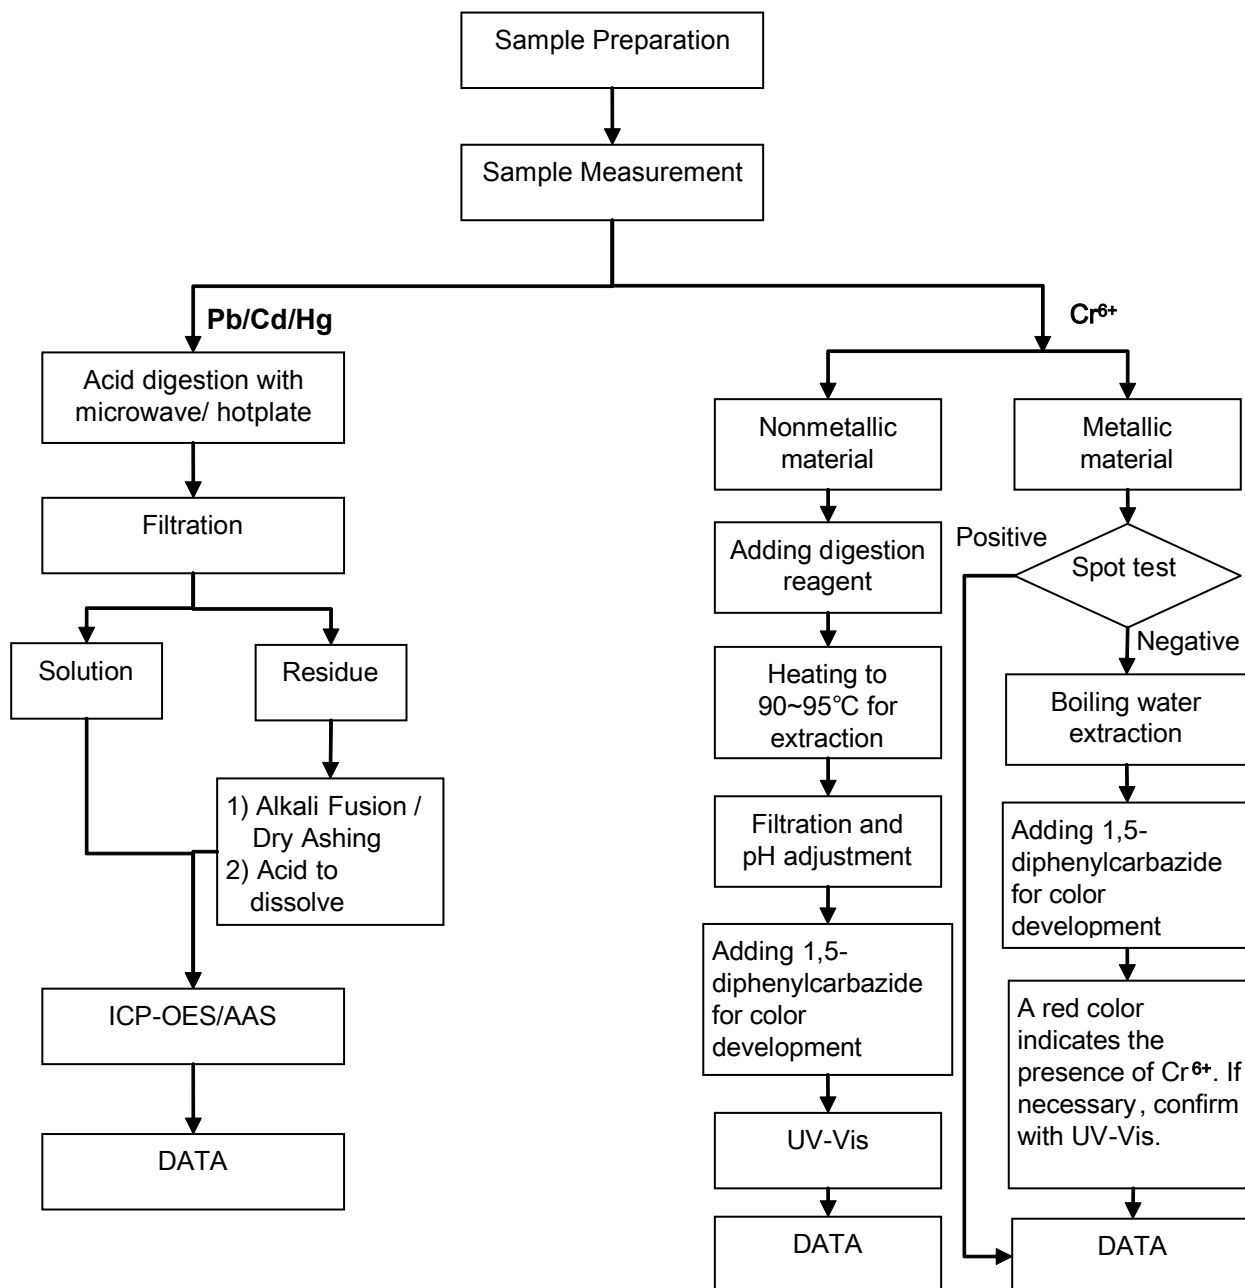 Sample Preparation
Sample Measurement
Pb/Cd/Hg
Cr⁶⁺
Acid digestion with
microwave/ hotplate
Filtration
Solution
Residue
1) Alkali Fusion /
Dry Ashing
2) Acid to
dissolve
ICP-OES/AAS
DATA
Nonmetallic
material
Adding digestion
reagent
Heating to
90~95℃ for
extraction
Filtration and
pH adjustment
Adding 1,5-
diphenylcarbazide
for color
development
UV-Vis
DATA
Metallic
material
Positive
Spot test
Negative
Boiling water
extraction
Adding 1,5-
diphenylcarbazide
for color
development
A red color
indicates the
presence of Cr⁶⁺. If
necessary, confirm
with UV-Vis.
DATA